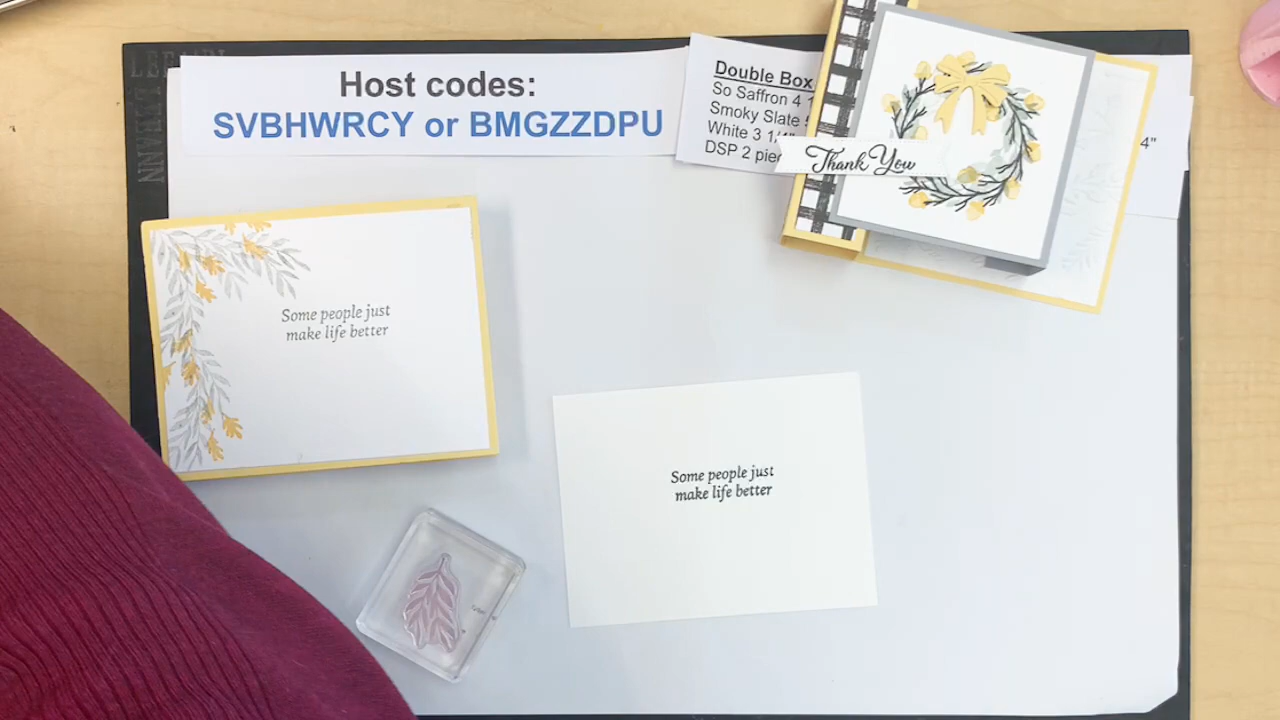 Host codes:
SVBHWRCY or BMGZZDPU
Double Box
So Saffron 4
Smoky Slate
White 3 1/4"
DSP 2
4"
Thank You
Some people just
make life better
Some people just
make life better